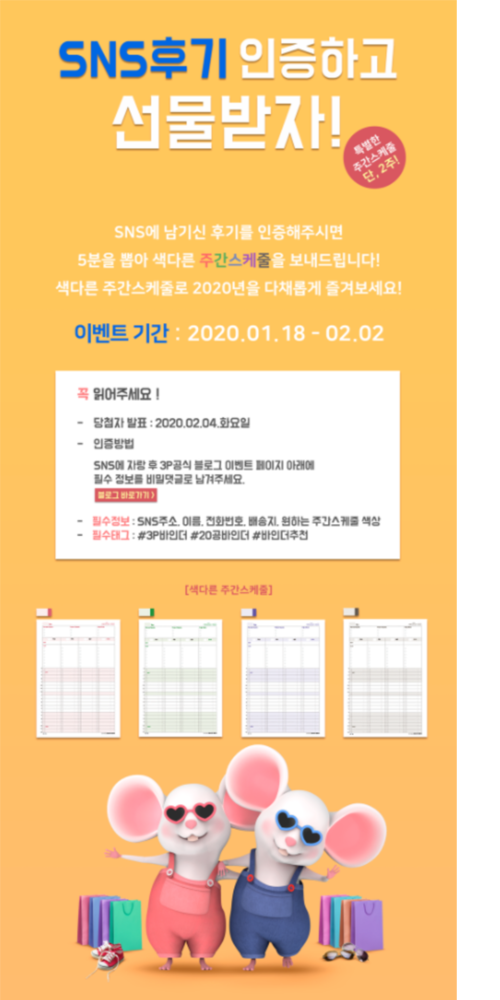 SNS후기 인증하고
선물받자!
특별한
주간스케줄
단, 2주!
SNS에 남기신 후기를 인증해주시면
5분을 뽑아 색다른 주간스케줄을 보내드립니다!
색다른 주간스케줄로 2020년을 다채롭게 즐겨보세요!
이벤트 기간 : 2020.01.18 - 02.02
꼭 읽어주세요 !
- 당첨자 발표 : 2020.02.04.화요일
- 인증방법
SNS에 자랑 후 3P공식 블로그 이벤트 페이지 아래에
필수 정보를 비밀댓글로 남겨주세요.
블로그 바로가기 >
- 필수정보 : SNS주소, 이름, 전화번호, 배송지, 원하는 주간스케줄 색상
- 필수태그 : #3P바인더 #20공바인더 #바인더추천
[색다른 주간스케줄]